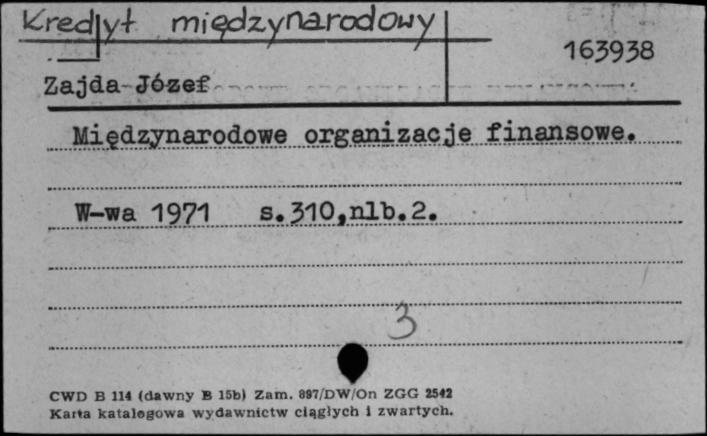 Kredyt międzynarodowy
163938
Zajda Józef
Międzynarodowe organizacje finansowe.
W-wa 1971 s.310,nlb.2.
3
CWD B 114 (dawny B 15b) Zam. 897/DW/On ZGG 2542
Karta katalogowa wydawnictw ciągłych i zwartych.